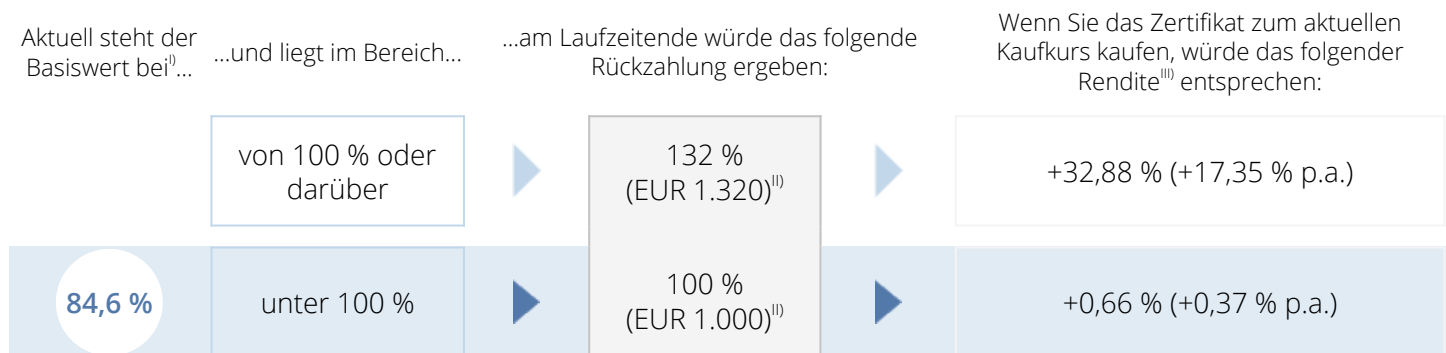 Aktuell steht der
Basiswert bei I)...
...und liegt im Bereich...
...am Laufzeitende würde das folgende
Rückzahlung ergeben:
Wenn Sie das Zertifikat zum aktuellen
Kaufkurs kaufen, würde das folgender
Rendite III) entsprechen:
von 100 % oder
darüber
132 %
(EUR 1.320) II)
+32,88 % (+17,35 % p.a.)
84,6 %
unter 100 %
100 %
(EUR 1.000) II)
+0,66 % (+0,37 % p.a.)